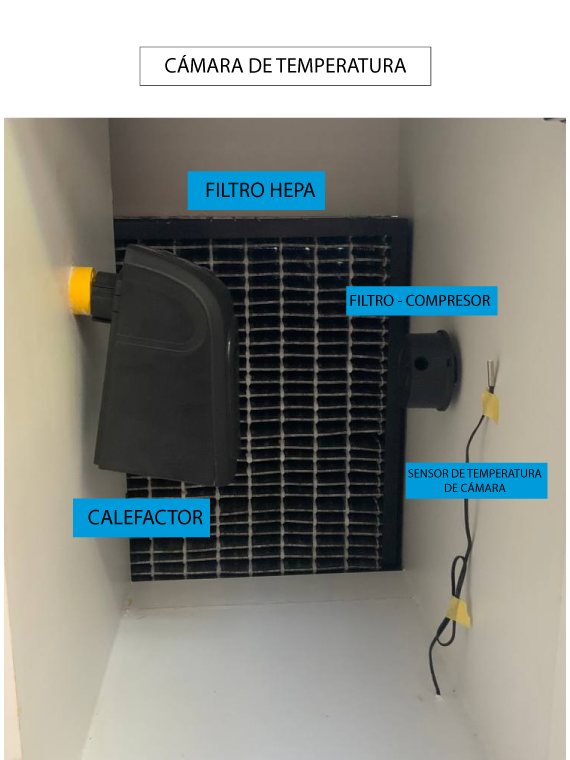 CÁMARA DE TEMPERATURA
FILTRO HEPA
FILTRO - COMPRESOR
SENSOR DE TEMPERATURA
DE CÁMARA
CALEFACTOR